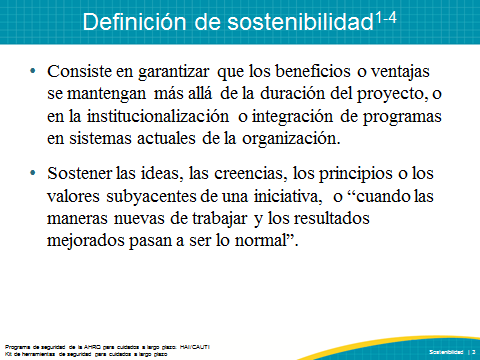 Definición de sostenibilidad1-4
• Consiste en garantizar que los beneficios o ventajas
se mantengan más allá de la duración del proyecto, o
en la institucionalización o integración de programas
en sistemas actuales de la organización.
• Sostener las ideas, las creencias, los principios o los
valores subyacentes de una iniciativa, o “cuando las
maneras nuevas de trabajar y los resultados
mejorados pasan a ser lo normal”.
Programa de seguridad de la AHRQ para cuidados a largo plazo: HAI/CAUTI
Kit de herramientas de seguridad para cuidados a largo plazo
Sostenibilidad | 3